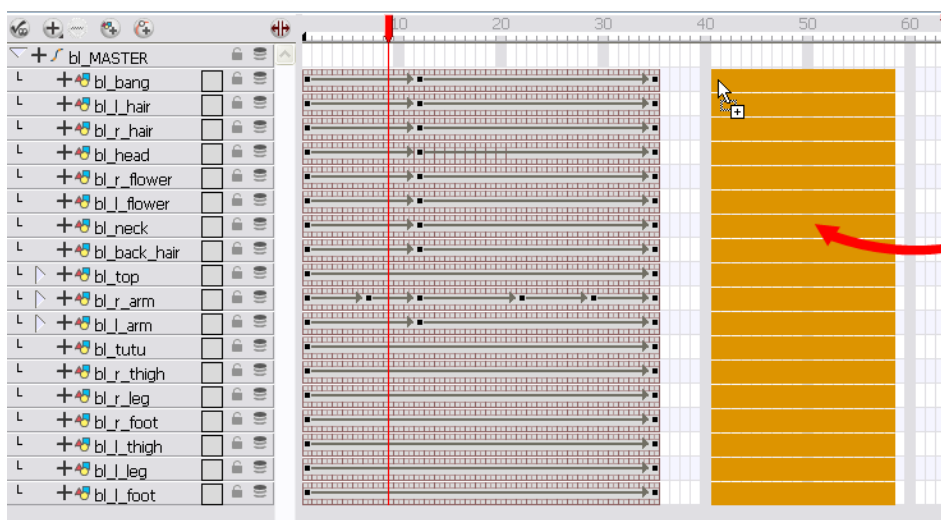 10 20 30 40 50 60
bl_MASTER
bl_bang
bl_l_hair
bl_r_hair
bl_head
bl_r_flower
bl_l_flower
bl_neck
bl_back_hair
bl_top
bl_r_arm
bl_l_arm
bl_tutu
bl_r_thigh
bl_r_leg
bl_r_foot
bl_l_thigh
bl_l_leg
bl_l_foot